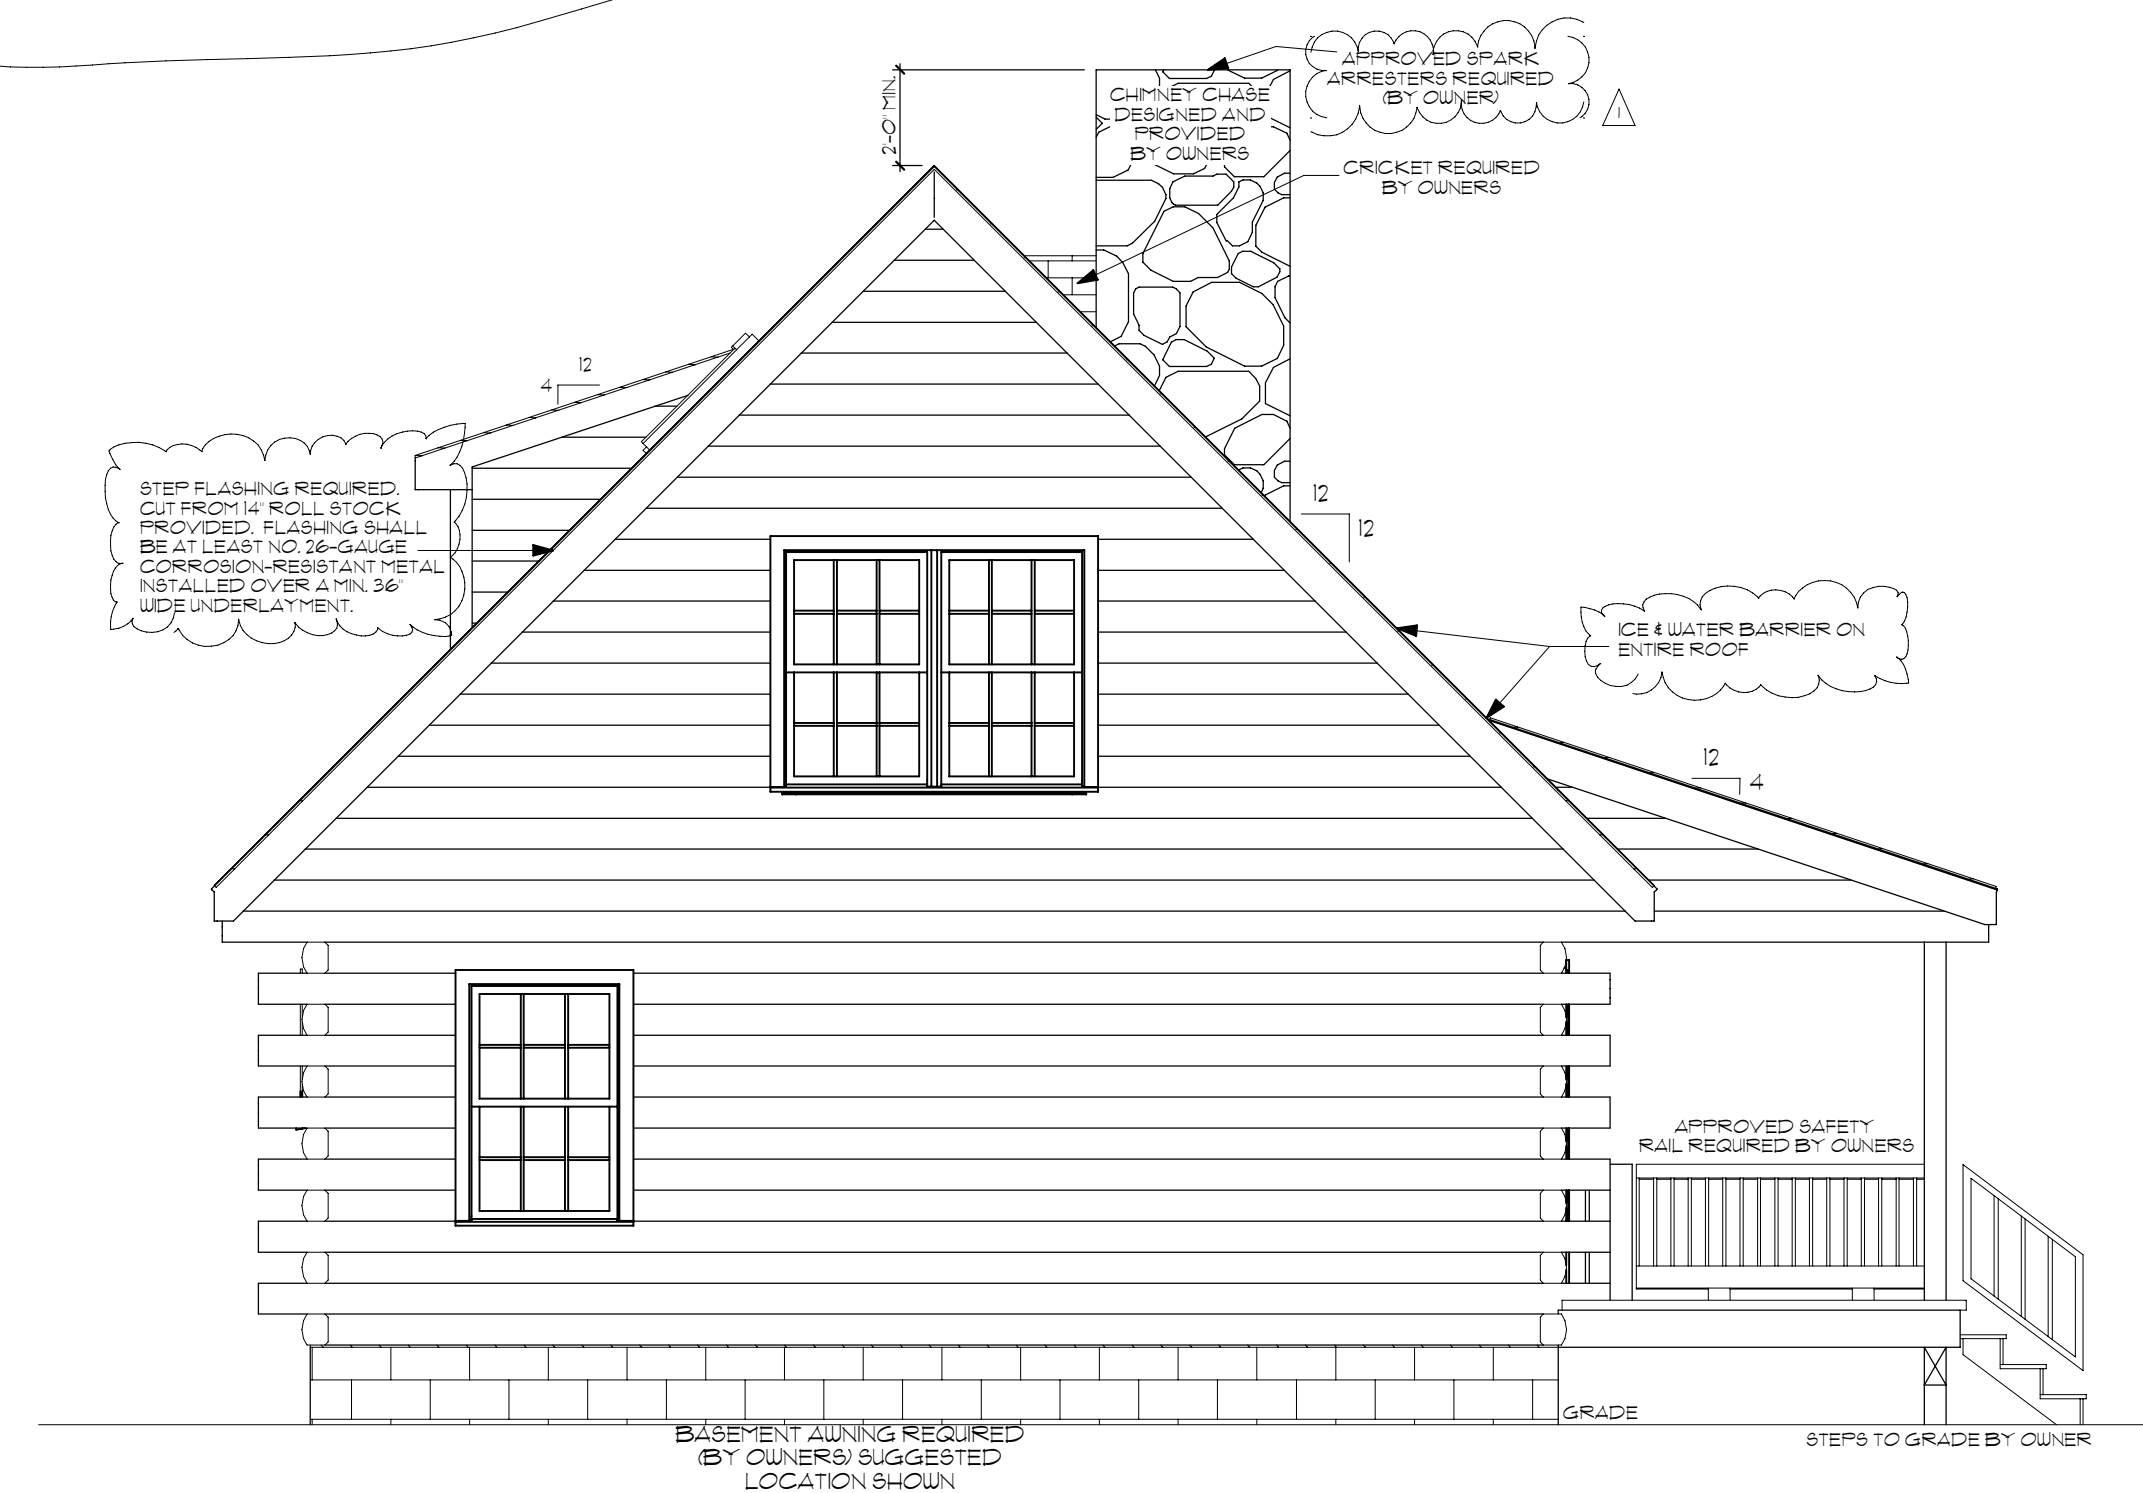 APPROVED SPARK
ARRESTERS REQUIRED
(BY OWNER)
1
2'-0" MIN.
CHIMNEY CHASE
DESIGNED AND
PROVIDED
BY OWNERS
CRICKET REQUIRED
BY OWNERS
12
4
STEP FLASHING REQUIRED.
CUT FROM 14" ROLL STOCK
PROVIDED. FLASHING SHALL
BE AT LEAST NO. 26-GAUGE
CORROSION-RESISTANT METAL
INSTALLED OVER A MIN. 36"
WIDE UNDERLAYMENT.
12
12
ICE & WATER BARRIER ON
ENTIRE ROOF
12
4
APPROVED SAFETY
RAIL REQUIRED BY OWNERS
GRADE
BASEMENT AWNING REQUIRED
(BY OWNERS) SUGGESTED
LOCATION SHOWN
STEPS TO GRADE BY OWNER